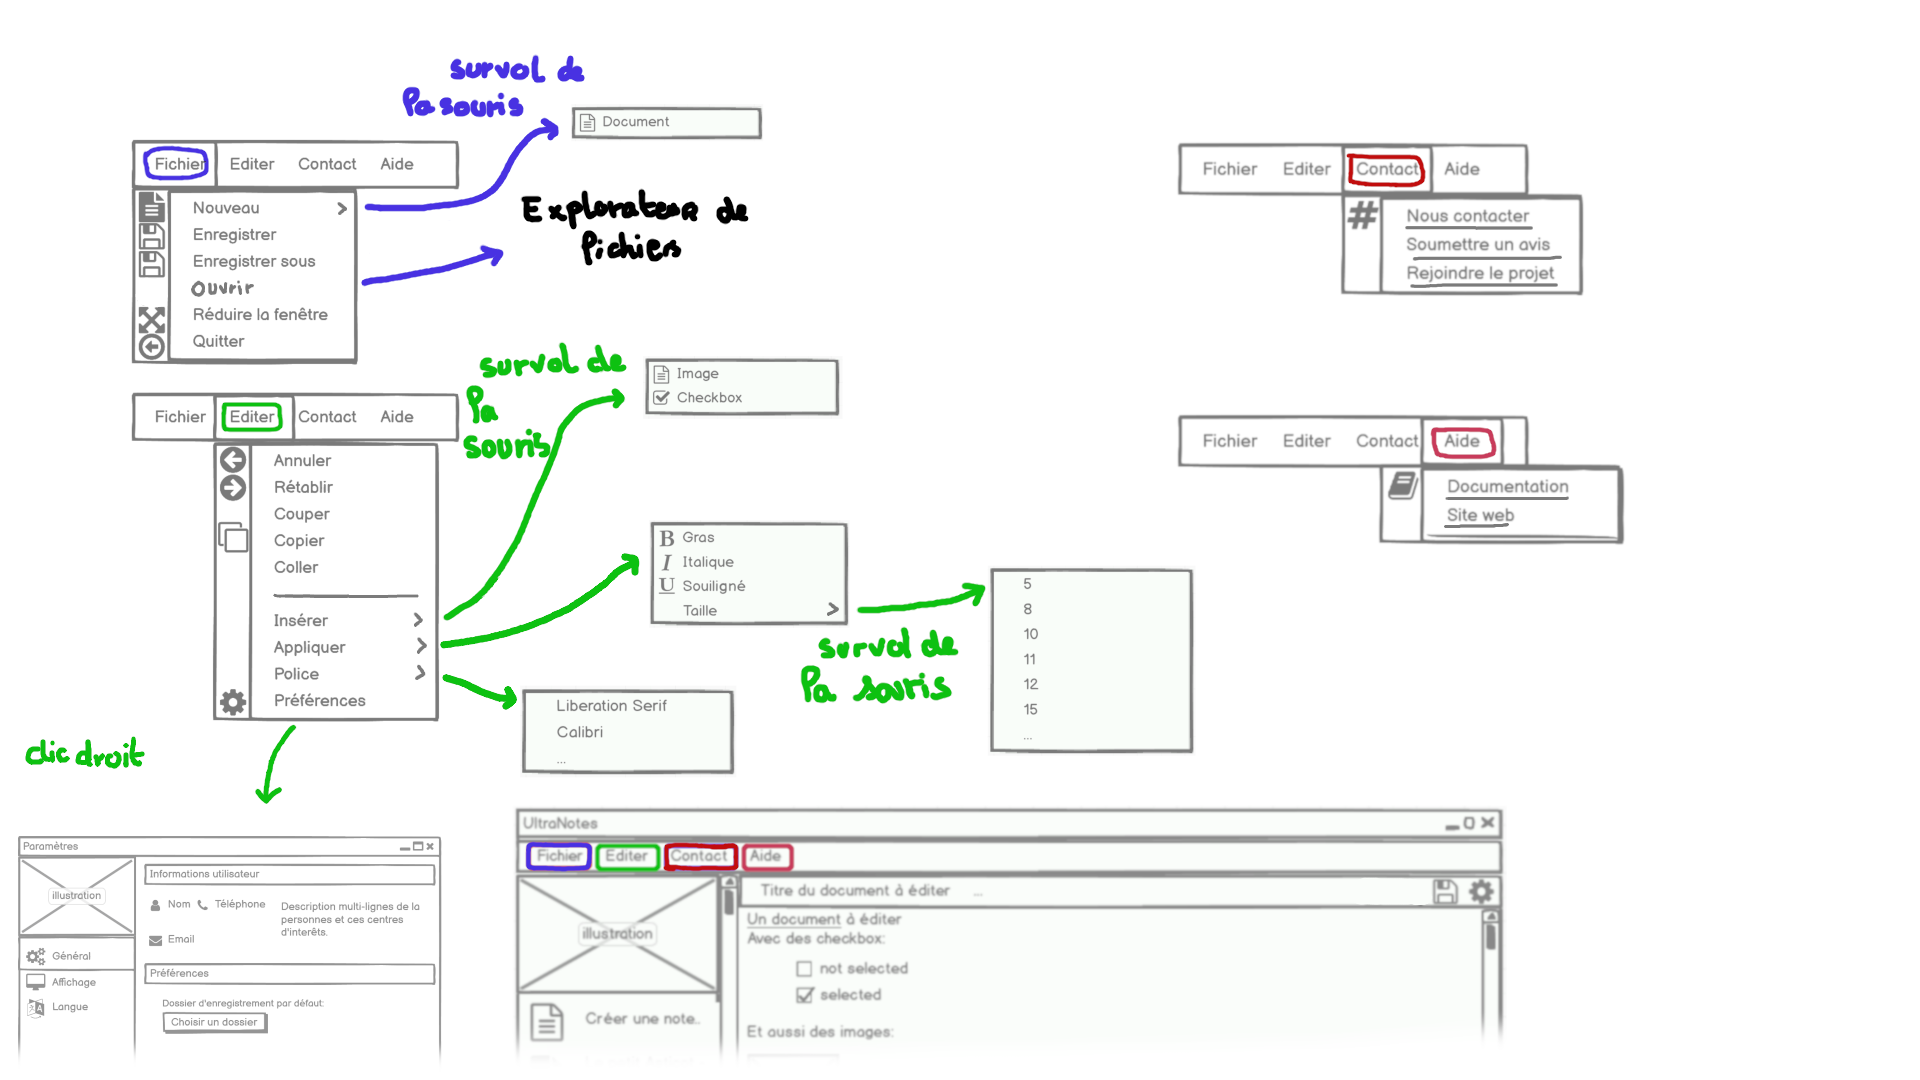 survol de
la souris
Document
Fichier Editer Contact Aide
Nouveau
Enregistrer
Enregistrer sous
Ouvrir
Réduire la fenêtre
Quitter
Explorateur de
fichiers
Fichier Editer Contact Aide
Nous contacter
Soumettre un avis
Rejoindre le projet
survol de
la
souris
Image
Checkbox
Fichier Editer Contact Aide
Annuler
Rétablir
Couper
Copier
Coller
Insérer
Appliquer
Police
Préférences
B Gras
I Italique
U Souiligné
Taille
survol de
la souris
5
8
10
11
12
15
...
Liberation Serif
Calibri
...
Fichier Editer Contact Aide
Documentation
Site web
clic droit
Paramètres
illustration
Général
Affichage
Langue
Informations utilisateur
Nom Téléphone
Email
Description multi-lignes de la
personnes et ces centres
d'interêts.
Préférences
Dossier d'enregistrement par défaut:
Choisir un dossier
UltraNotes
Fichier Editer Contact Aide
illustration
Créer une note..
Titre du document à éditer ...
Un document à éditer
Avec des checkbox:
not selected
selected
Et aussi des images: